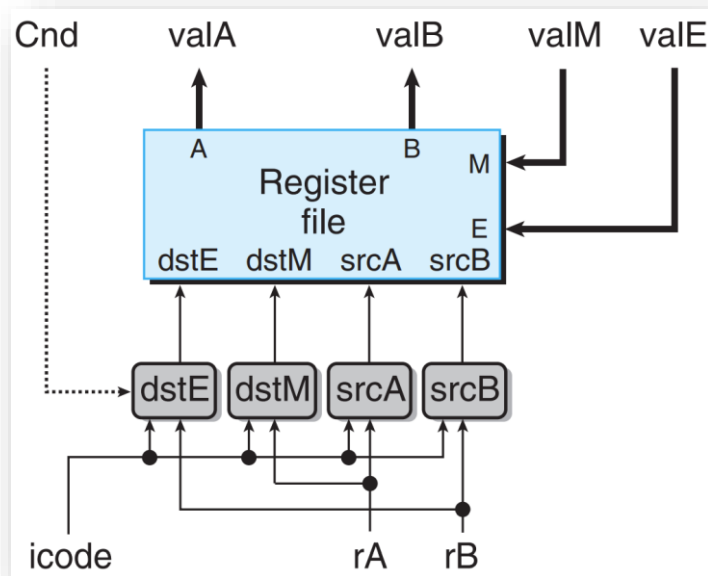 Cnd valA valB valM valE
A B
M
Register
file
E
dstE dstM srcA srcB
dstE dstM srcA srcB
icode rA rB